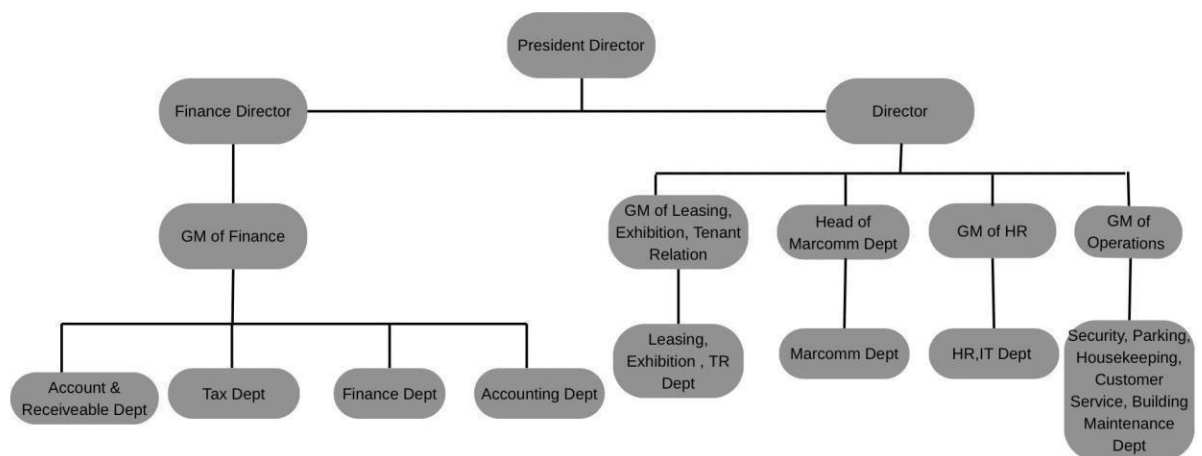 President Director
Finance Director
Director
GM of Finance
GM of Leasing,
Exhibition, Tenant
Relation
Head of
Marcomm Dept
GM of HR
GM of
Operations
Account &
Receiveable Dept
Tax Dept
Finance Dept
Accounting Dept
Leasing,
Exhibition , TR
Dept
Marcomm Dept
HR,IT Dept
Security, Parking,
Housekeeping,
Customer
Service, Building
Maintenance
Dept